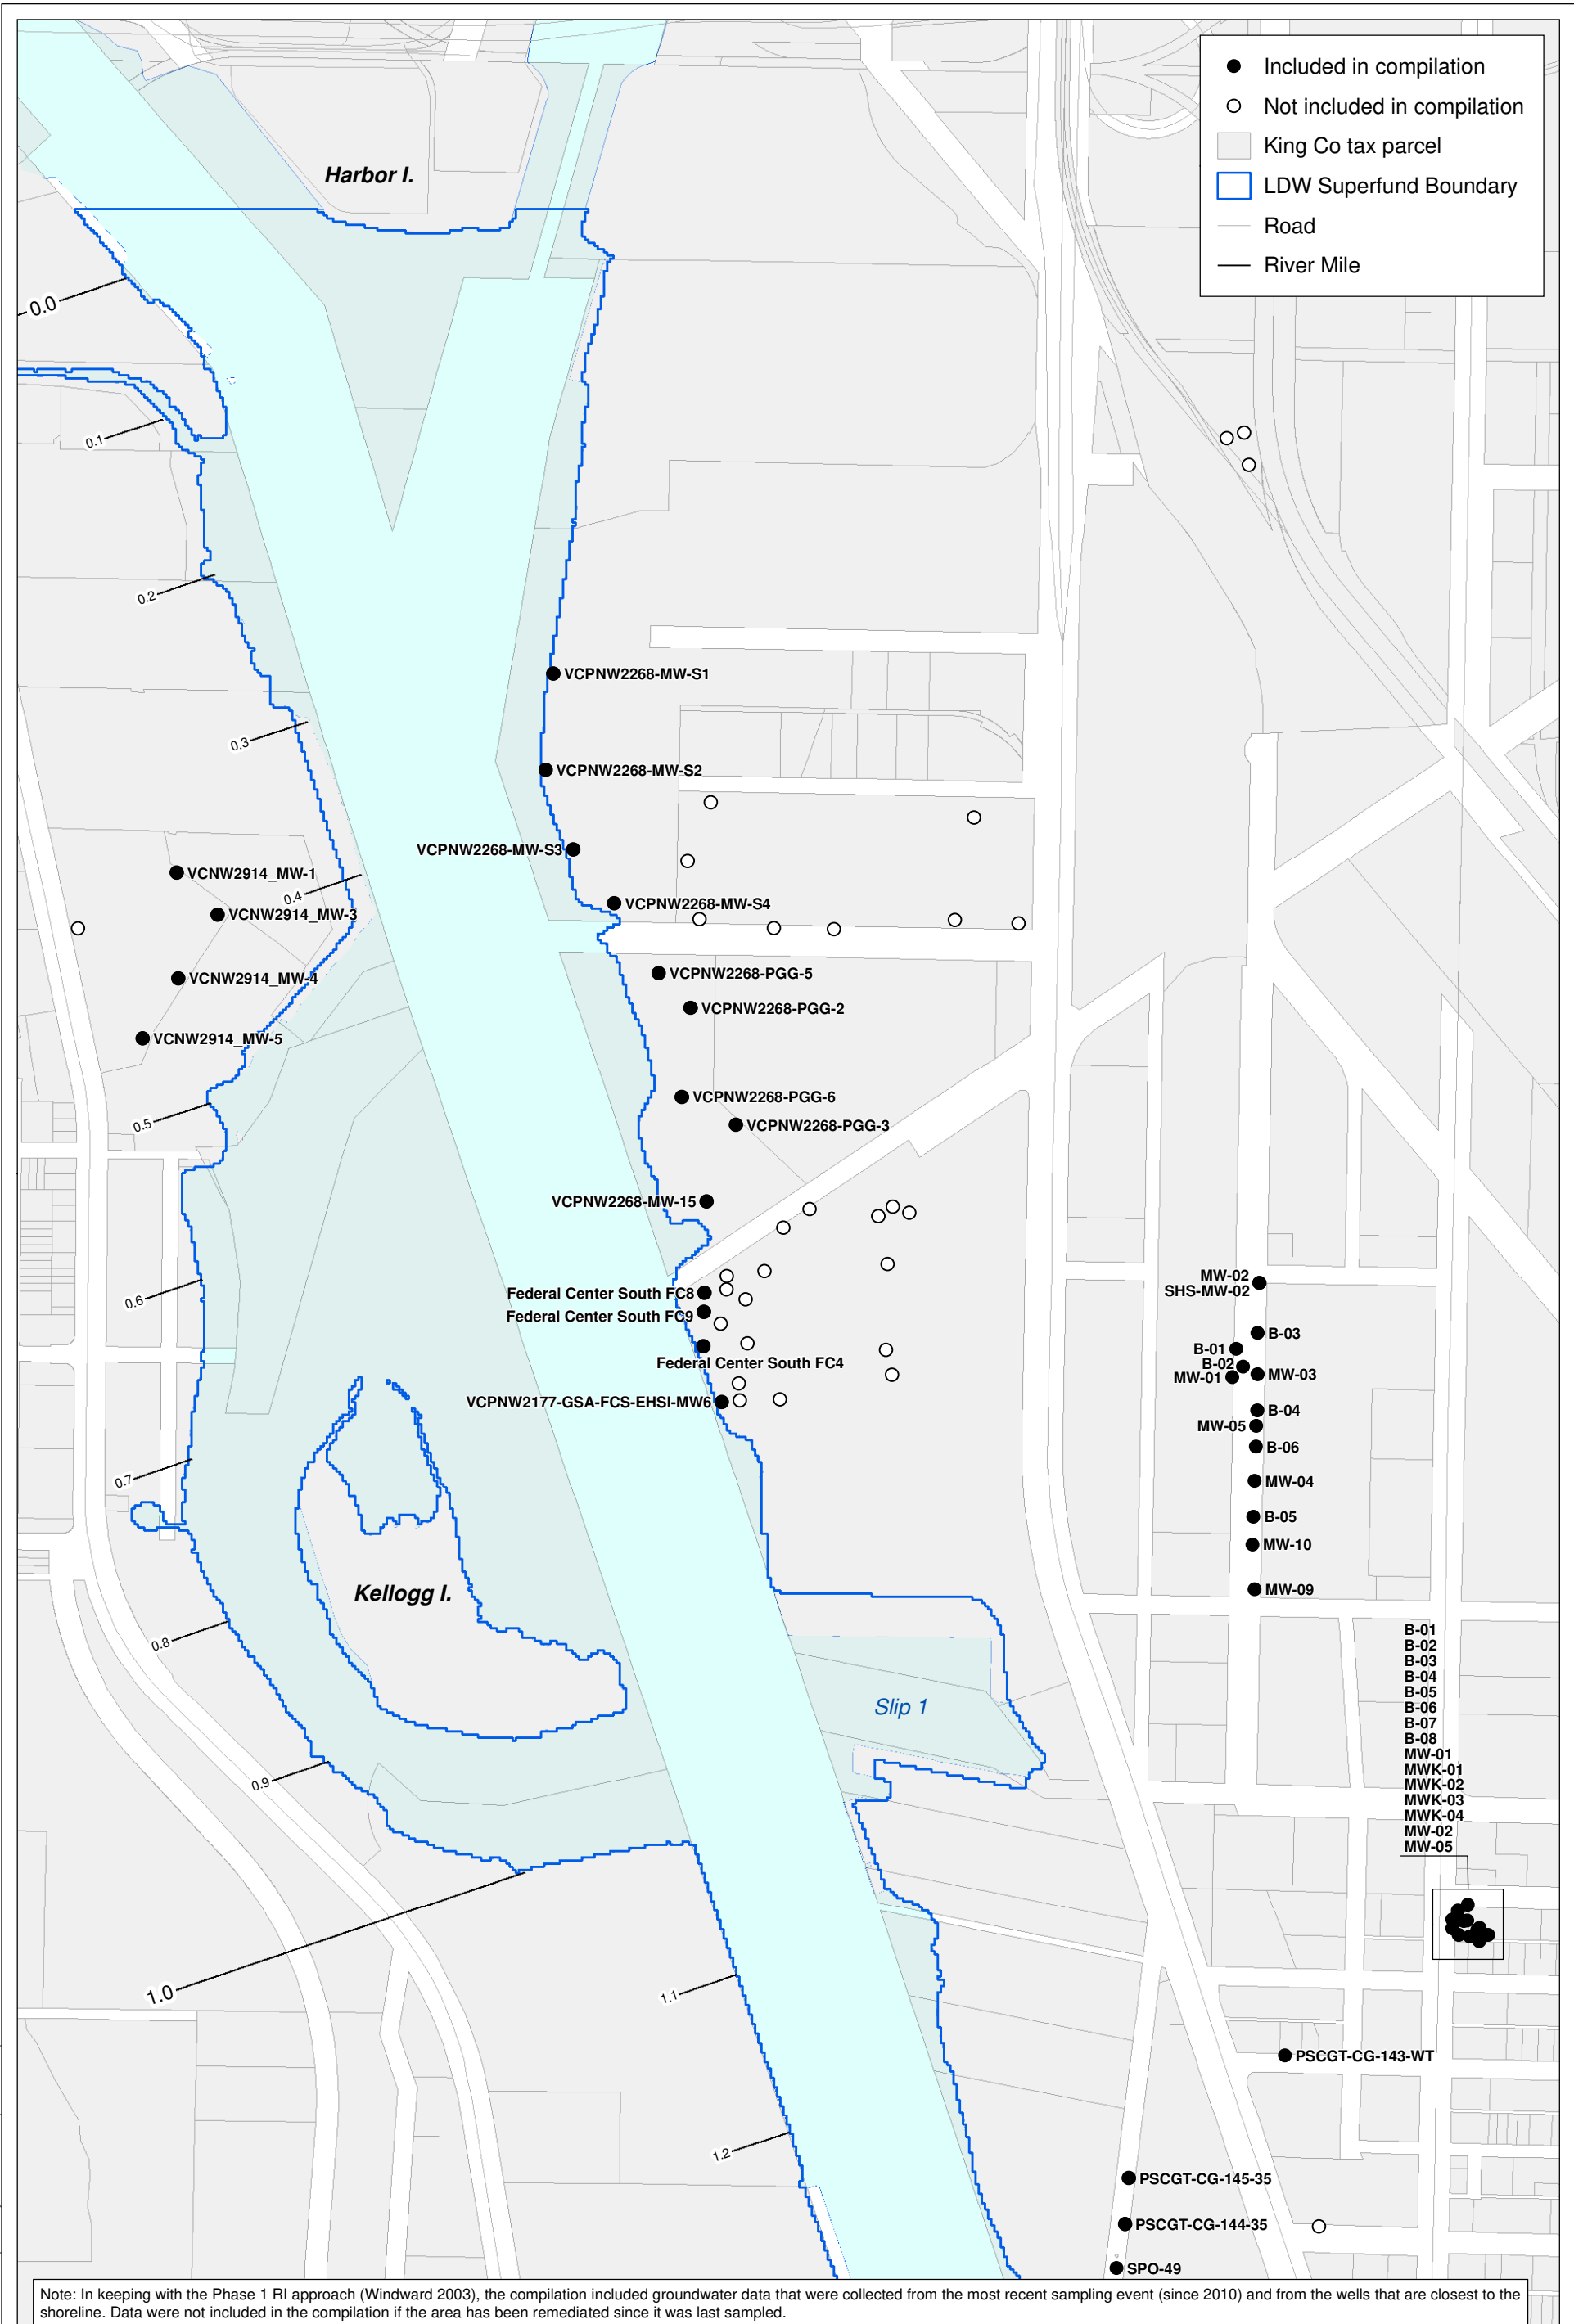 Included in compilation
Not included in compilation
King Co tax parcel
LDW Superfund Boundary
Road
River Mile
Harbor I.
0.0
0.1
0.2
VCPNW2268-MW-S1
0.3
VCPNW2268-MW-S2
VCPNW2268-MW-S3
VCNW2914_MW-1
0.4
VCPNW2268-MW-S4
VCNW2914_MW-3
VCPNW2268-PGG-5
VCNW2914_MW-4
VCPNW2268-PGG-2
VCNW2914_MW-5
VCPNW2268-PGG-6
0.5
VCPNW2268-PGG-3
VCPNW2268-MW-15
MW-02
SHS-MW-02
Federal Center South FC8
0.6
Federal Center South FC9
B-03
B-01
Federal Center South FC4
B-02
MW-03
MW-01
VCPNW2177-GSA-FCS-EHSI-MW6
B-04
MW-05
B-06
0.7
MW-04
B-05
MW-10
Kellogg I.
MW-09
0.8
B-01
B-02
B-03
B-04
B-05
B-06
B-07
B-08
MW-01
MWK-01
MWK-02
MWK-03
MWK-04
MW-02
MW-05
Slip 1
0.9
1.0
1.1
PSCGT-CG-143-WT
1.2
PSCGT-CG-145-35
PSCGT-CG-144-35
SPO-49
Note: In keeping with the Phase 1 RI approach (Windward 2003), the compilation included groundwater data that were collected from the most recent sampling event (since 2010) and from the wells that are closest to the
shoreline. Data were not included in the compilation if the area has been remediated since it was last sampled.